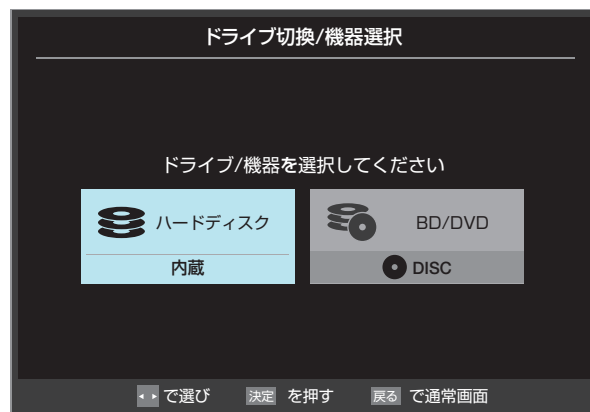 ドライブ切換/機器選択
ドライブ/機器を選択してください
ハードディスク
内蔵
BD/DVD
DISC
で選び 決定 を押す 戻る で通常画面